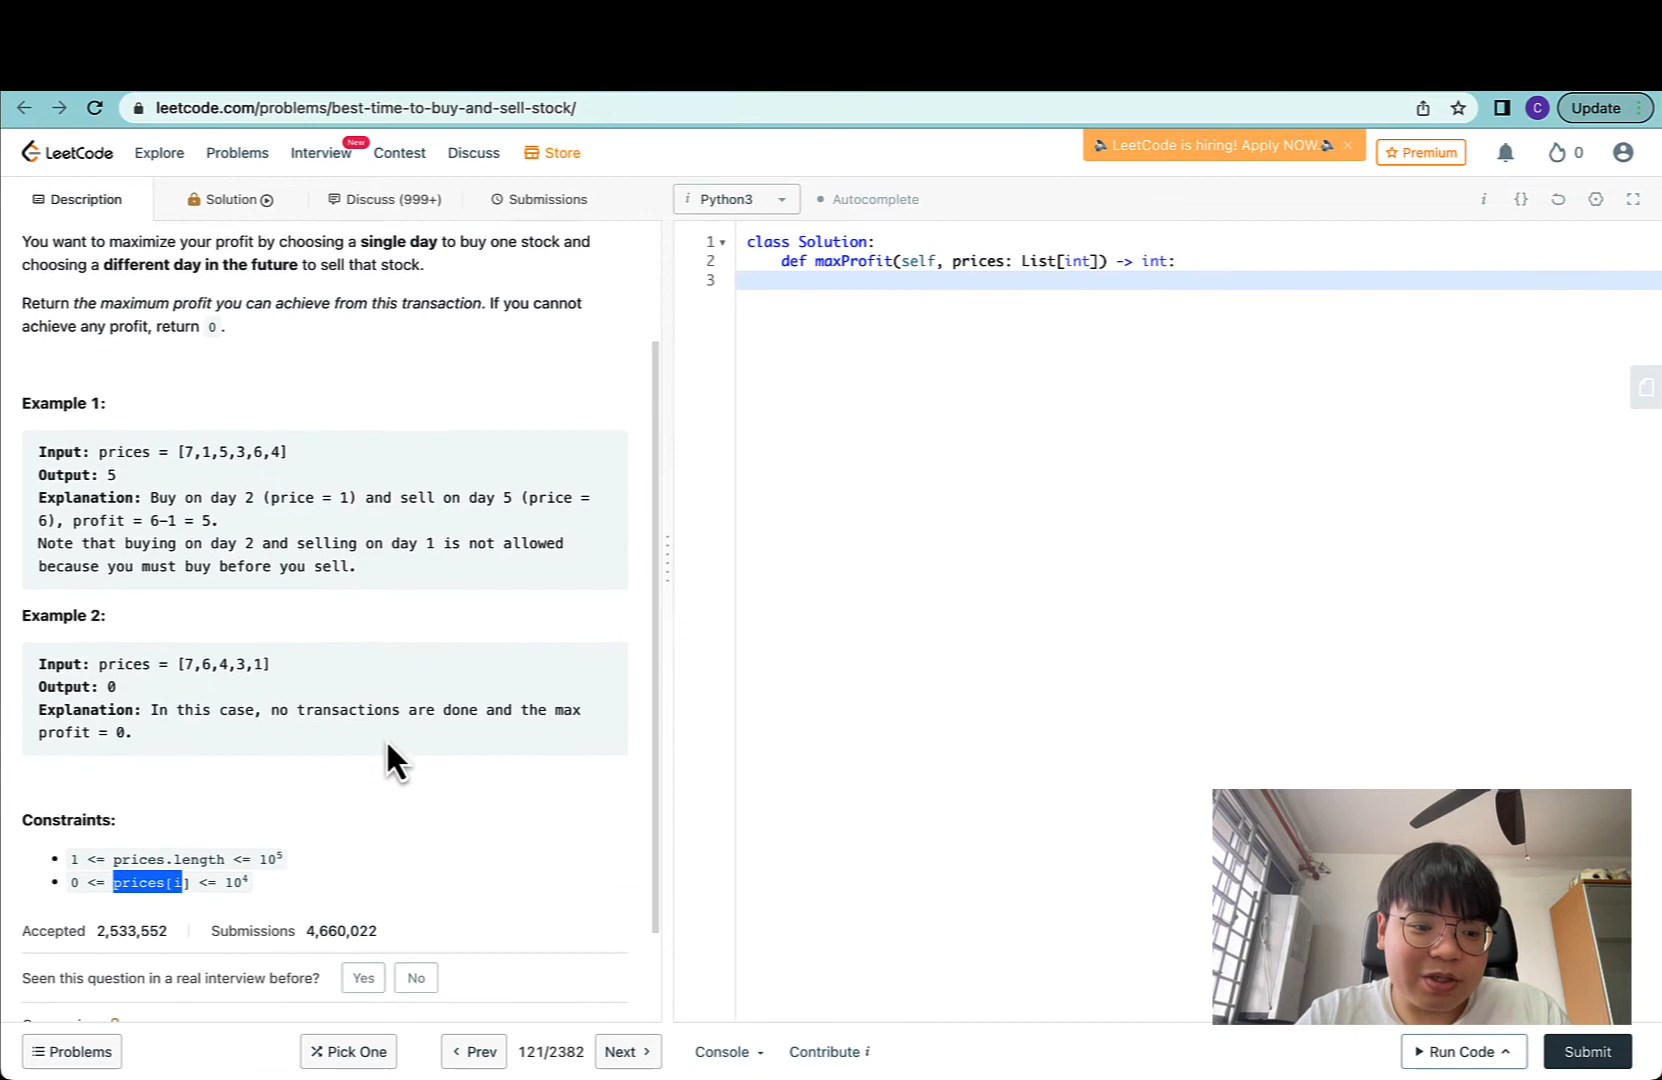 leetcode.com/problems/best-time-to-buy-and-sell-stock/
C
Update
LeetCode
Explore
Problems
Interview
New
Contest
Discuss
Store
LeetCode is hiring! Apply NOW.
×
Premium
0
Description
Solution
Discuss (999+)
Submissions
i Python3
Autocomplete
i
{}
You want to maximize your profit by choosing a single day to buy one stock and
choosing a different day in the future to sell that stock.
Return the maximum profit you can achieve from this transaction. If you cannot
achieve any profit, return 0.
Example 1:
Input: prices = [7,1,5,3,6,4]
Output: 5
Explanation: Buy on day 2 (price = 1) and sell on day 5 (price =
6), profit = 6-1 = 5.
Note that buying on day 2 and selling on day 1 is not allowed
because you must buy before you sell.
Example 2:
Input: prices = [7,6,4,3,1]
Output: 0
Explanation: In this case, no transactions are done and the max
profit = 0.
Constraints:
• 1 <= prices.length <= 10⁵
• 0 <= prices[i] <= 10⁴
Accepted 2,533,552
Submissions 4,660,022
Seen this question in a real interview before?
Yes
No
1
2
3
class Solution:
def maxProfit(self, prices: List[int]) -> int:
Problems
Pick One
Prev
121/2382
Next
Console
Contribute i
Run Code
Submit